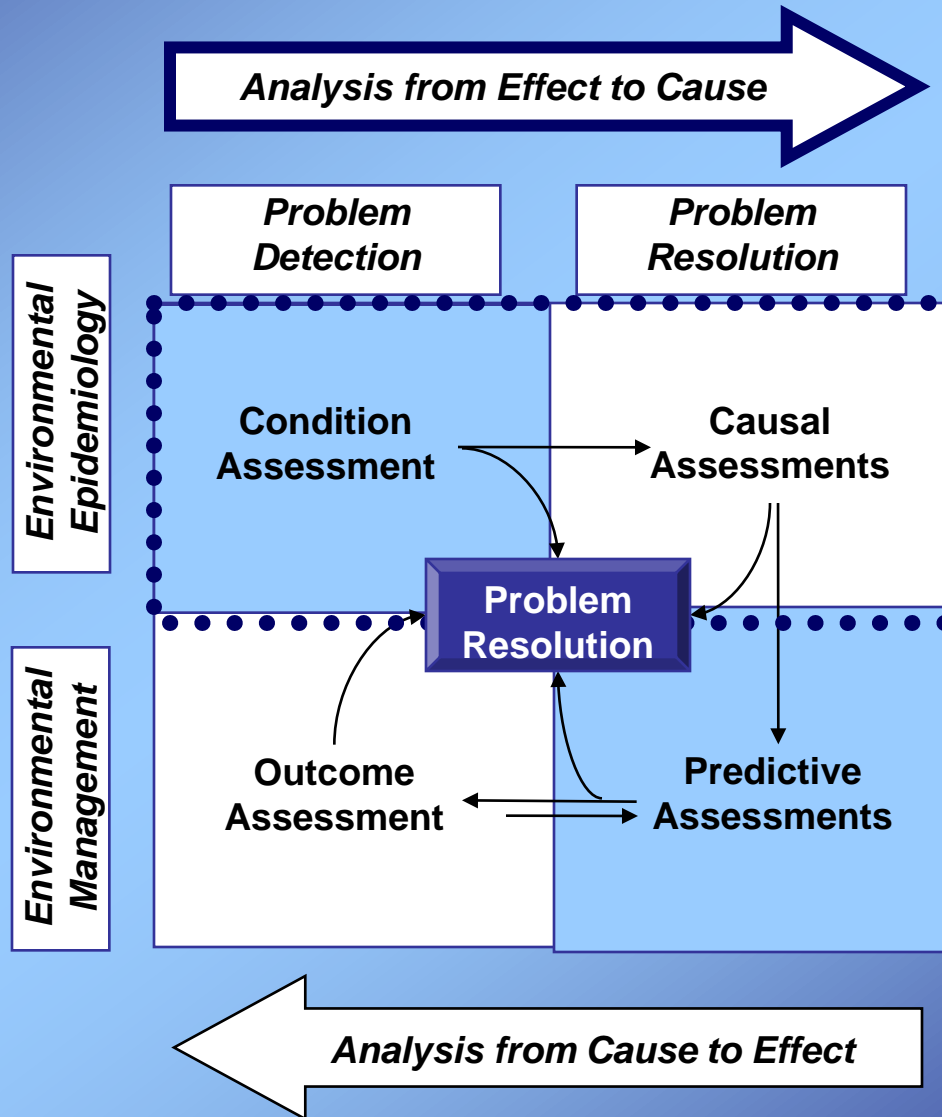 Analysis from Effect to Cause
Problem
Detection
Problem
Resolution
Environmental
Epidemiology
Condition
Assessment
Causal
Assessments
Problem
Resolution
Environmental
Management
Outcome
Assessment
Predictive
Assessments
Analysis from Cause to Effect